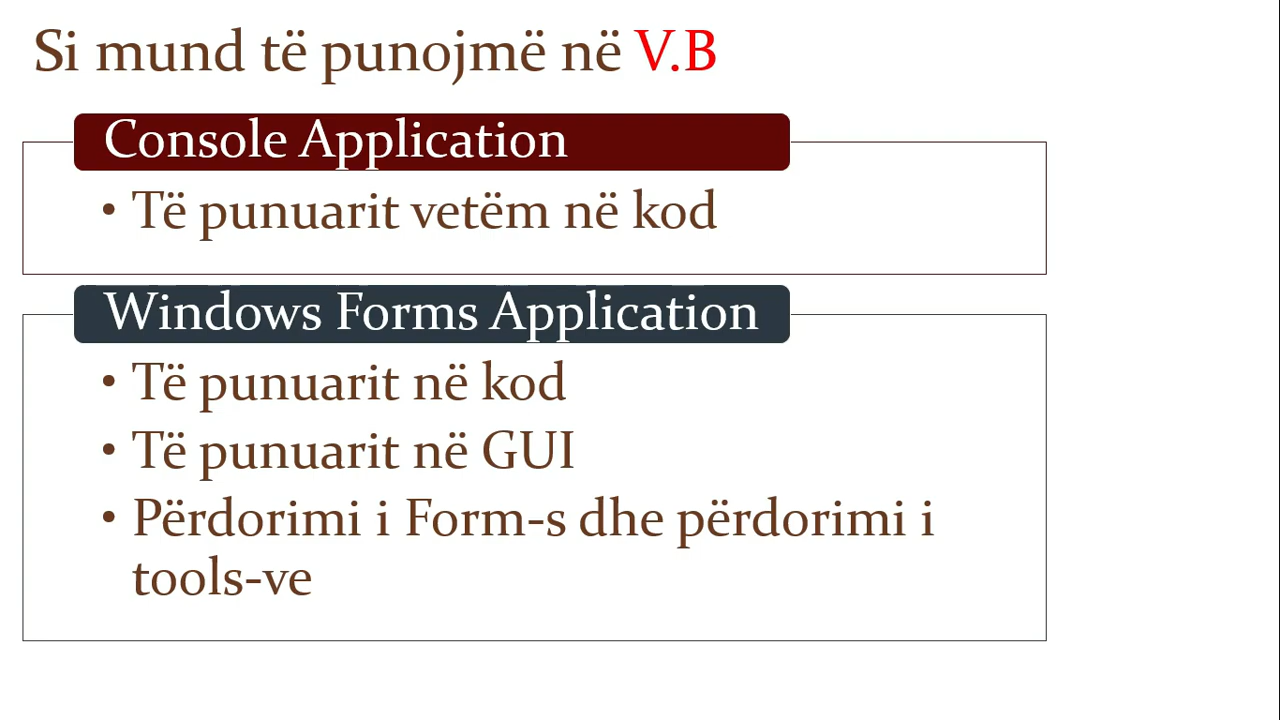 Si mund të punojmë në V.B
Console Application
• Të punuarit vetëm në kod
Windows Forms Application
• Të punuarit në kod
• Të punuarit në GUI
• Përdorimi i Form-s dhe përdorimi i
tools-ve